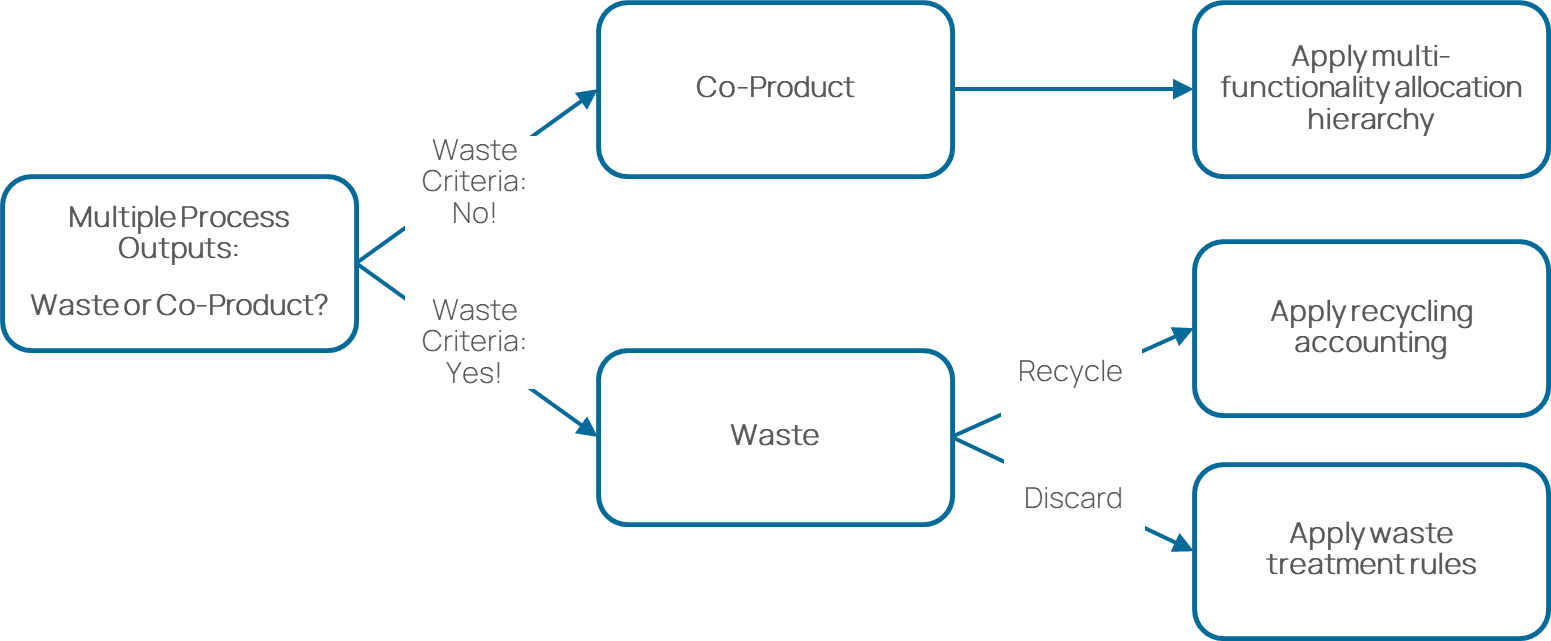 Multiple Process
Outputs:
Waste or Co-Product?
Waste
Criteria:
No!
Waste
Criteria:
Yes!
Co-Product
Apply multi-
functionality allocation
hierarchy
Waste
Recycle
Discard
Apply recycling
accounting
Apply waste
treatment rules